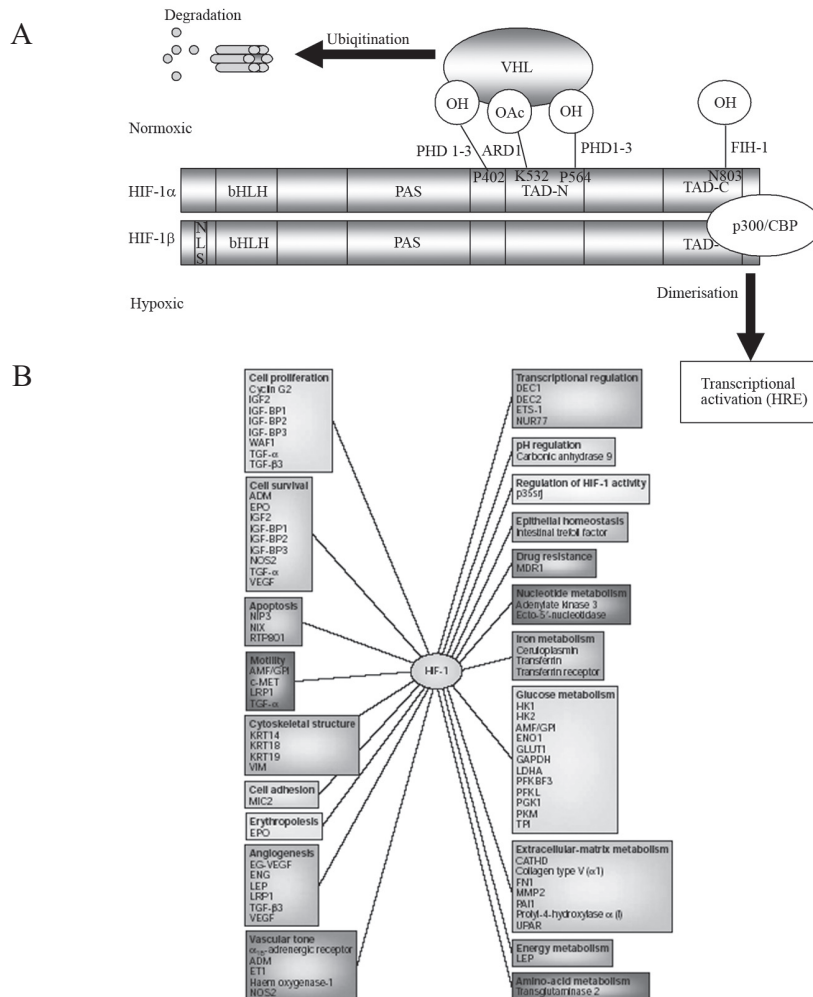 A
Degradation
Ubiqitination
VHL
OH
OAc
OH
OH
Normoxic
PHD 1-3
ARD1
PHD1-3
FIH-1
HIF-1α
bHLH
PAS
P402
K532
TAD-N
P564
TAD-C
N803
p300/CBP
HIF-1β
NLS
bHLH
PAS
TAD-
Hypoxic
Dimerisation
Transcriptional
activation (HRE)
B
Cell proliferation
Cyclin G2
IGF2
IGF-BP1
IGF-BP2
IGF-BP3
WAF1
TGF-α
TGF-β3
Cell survival
ADM
EPO
IGF2
IGF-BP1
IGF-BP2
IGF-BP3
NOS2
TGF-α
VEGF
Apoptosis
NIP3
NIX
RTP801
Motility
AMF/GPI
c-MET
LRP1
TGF-α
Cytoskeletal structure
KRT14
KRT18
KRT19
VIM
Cell adhesion
MIC2
Erythropoiesis
EPO
Angiogenesis
EG-VEGF
ENG
LEP
LRP1
TGF-β3
VEGF
Vascular tone
α1B-adrenergic receptor
ADM
ET1
Haem oxygenase-1
NOS2
HIF-1
Transcriptional regulation
DEC1
DEC2
ETS-1
NUR77
pH regulation
Carbonic anhydrase 9
Regulation of HIF-1 activity
p35srj
Epithelial homeostasis
Intestinal trefoil factor
Drug resistance
MDR1
Nucleotide metabolism
Adenylate kinase 3
Ecto-5'-nucleotidase
Iron metabolism
Ceruloplasmin
Transferrin
Transferrin receptor
Glucose metabolism
HK1
HK2
AMF/GPI
ENO1
GLUT1
GAPDH
LDHA
PFKBF3
PFKL
PGK1
PKM
TPI
Extracellular-matrix metabolism
CATHD
Collagen type V (α1)
FN1
MMP2
PAI1
Prolyl-4-hydroxylase α (I)
UPAR
Energy metabolism
LEP
Amino-acid metabolism
Transglutaminase 2